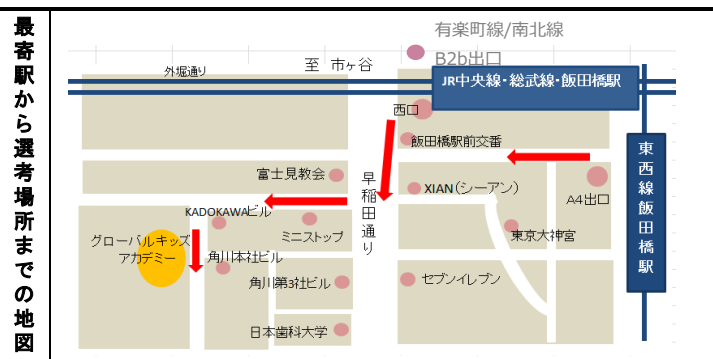 最寄駅から選考場所までの地図
有楽町線/南北線
B2b出口
外堀通り
至 市ヶ谷
JR中央線・総武線・飯田橋駅
西口
飯田橋駅前交番
東西線飯田橋駅
富士見教会
早稲田通り
XIAN(シーアン)
A4出口
KADOKAWAビル
ミニストップ
東京大神宮
グローバルキッズ
アカデミー
角川本社ビル
角川第3社ビル
セブンイレブン
日本歯科大学